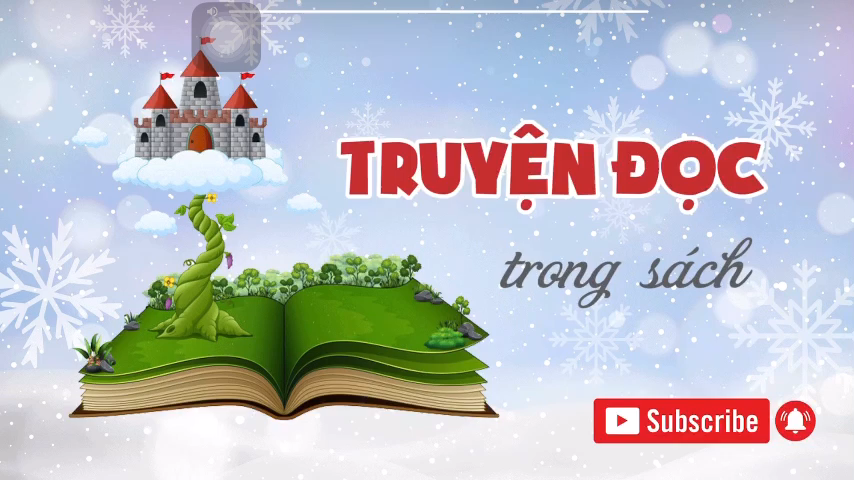 TRUYỆN ĐỌC
trong sách
Subscribe